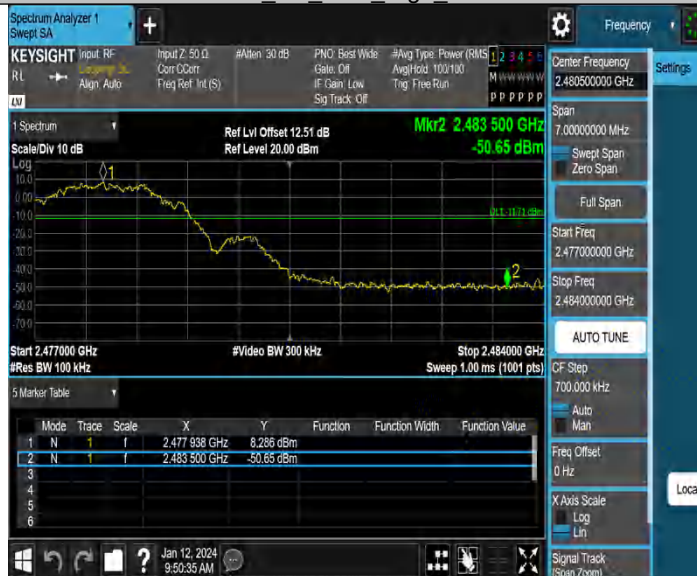 Spectrum Analyzer 1
Swept SA
Frequency
KEYSIGHT
Input: RF
Align: Auto
Input Z: 50 Ω
Corr CCorr
Freq Ref: Int (S)
#Atten: 30 dB
PNO: Best Wide
Gate: Off
IF Gain: Low
Sig Track: Off
#Avg Type: Power (RMS)
Avg|Hold: 100/100
Trig: Free Run
1 2 3 4 5 6
M W W W W W
P P P P P P
RL
LXI
Center Frequency
2.480500000 GHz
Settings
Span
7.00000000 MHz
Swept Span
Zero Span
Full Span
Start Freq
2.477000000 GHz
Stop Freq
2.484000000 GHz
AUTO TUNE
CF Step
700.000 kHz
Auto
Man
Freq Offset
0 Hz
X Axis Scale
Log
Lin
Signal Track
(Span Zoom)
Loca
1 Spectrum
Scale/Div 10 dB
Ref Lvl Offset 12.51 dB
Ref Level 20.00 dBm
Mkr2 2.483 500 GHz
-50.65 dBm
Log
10.0
0.00
-10.0
-20.0
-30.0
-40.0
-50.0
-60.0
-70.0
1
DL1 -11.71 dBm
2
Start 2.477000 GHz
#Video BW 300 kHz
Stop 2.484000 GHz
#Res BW 100 kHz
Sweep 1.00 ms (1001 pts)
5 Marker Table
Mode Trace Scale X Y Function Function Width Function Value
1 N 1 f 2.477 938 GHz 8.286 dBm
2 N 1 f 2.483 500 GHz -50.65 dBm
3
4
5
6
?
Jan 12, 2024
9:50:35 AM